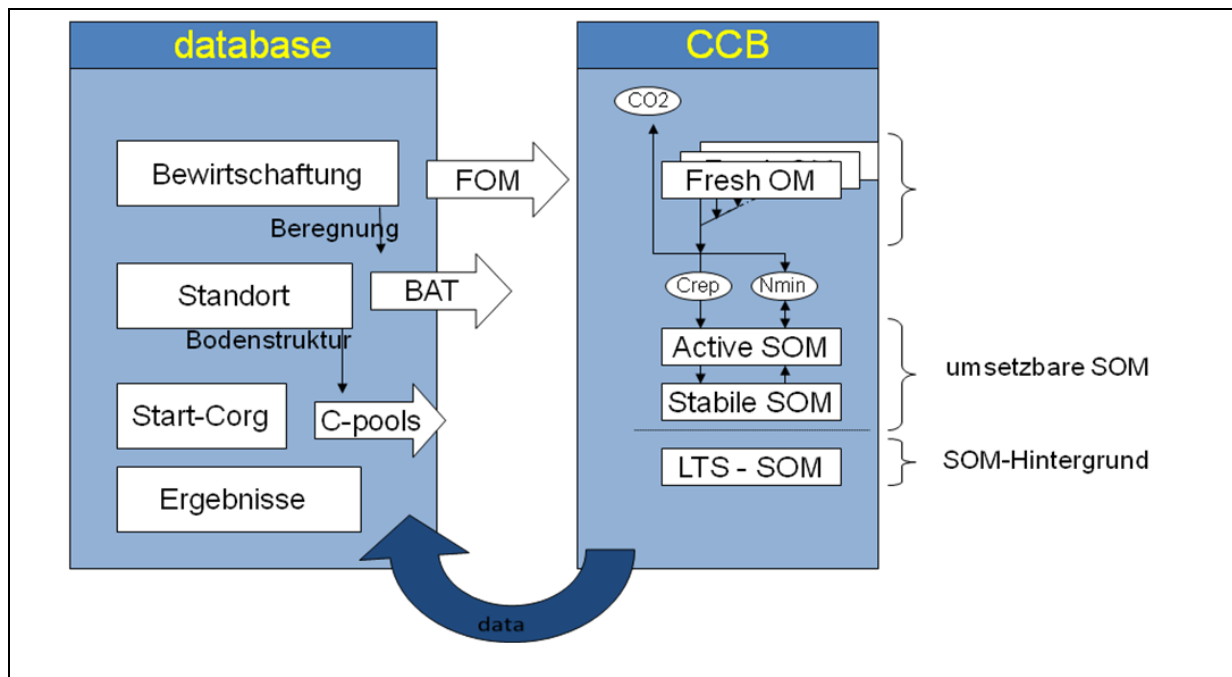 database
Bewirtschaftung
FOM
Beregnung
Standort
BAT
Bodenstruktur
Start-Corg
C-pools
Ergebnisse
data
CCB
CO2
Fresh OM
Crep
Nmin
Active SOM
Stabile SOM
LTS - SOM
umsetzbare SOM
SOM-Hintergrund